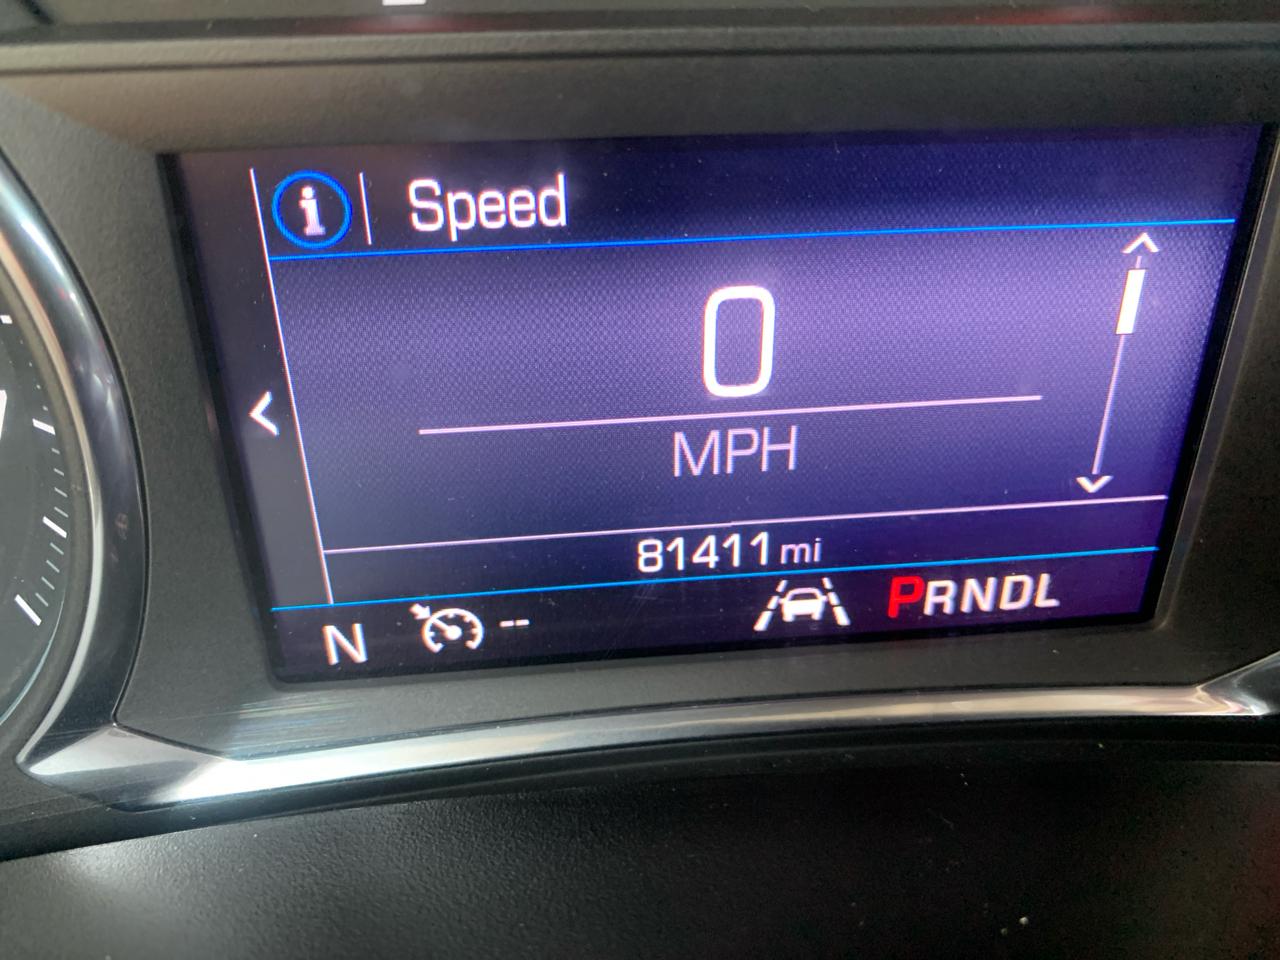 i Speed
0
MPH
81411 mi
N -- PRNDL